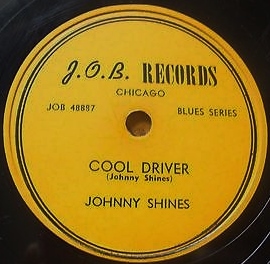 J.O.B. RECORDS
CHICAGO
JOB 48887 BLUES SERIES
COOL DRIVER
(Johnny Shines)
JOHNNY SHINES